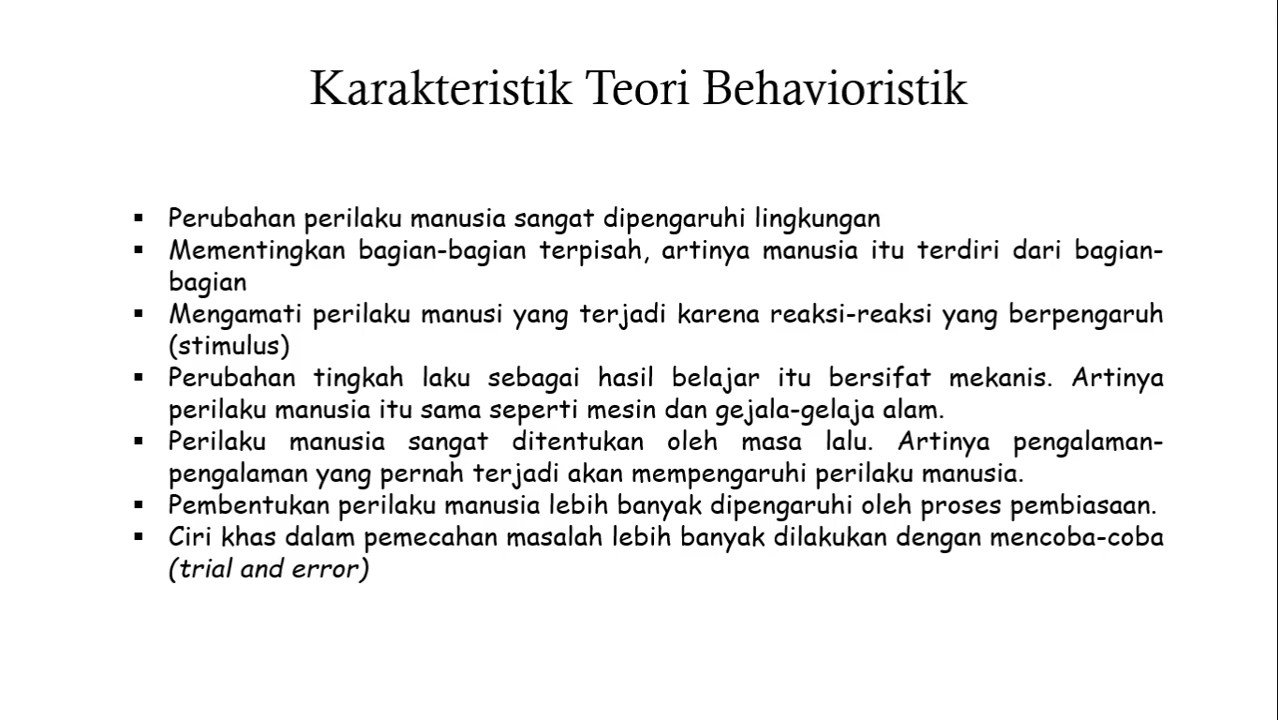 Karakteristik Teori Behavioristik
▪ Perubahan perilaku manusia sangat dipengaruhi lingkungan
▪ Mementingkan bagian-bagian terpisah, artinya manusia itu terdiri dari bagian-
bagian
▪ Mengamati perilaku manusi yang terjadi karena reaksi-reaksi yang berpengaruh
(stimulus)
▪ Perubahan tingkah laku sebagai hasil belajar itu bersifat mekanis. Artinya
perilaku manusia itu sama seperti mesin dan gejala-gelaja alam.
▪ Perilaku manusia sangat ditentukan oleh masa lalu. Artinya pengalaman-
pengalaman yang pernah terjadi akan mempengaruhi perilaku manusia.
▪ Pembentukan perilaku manusia lebih banyak dipengaruhi oleh proses pembiasaan.
▪ Ciri khas dalam pemecahan masalah lebih banyak dilakukan dengan mencoba-coba
(trial and error)